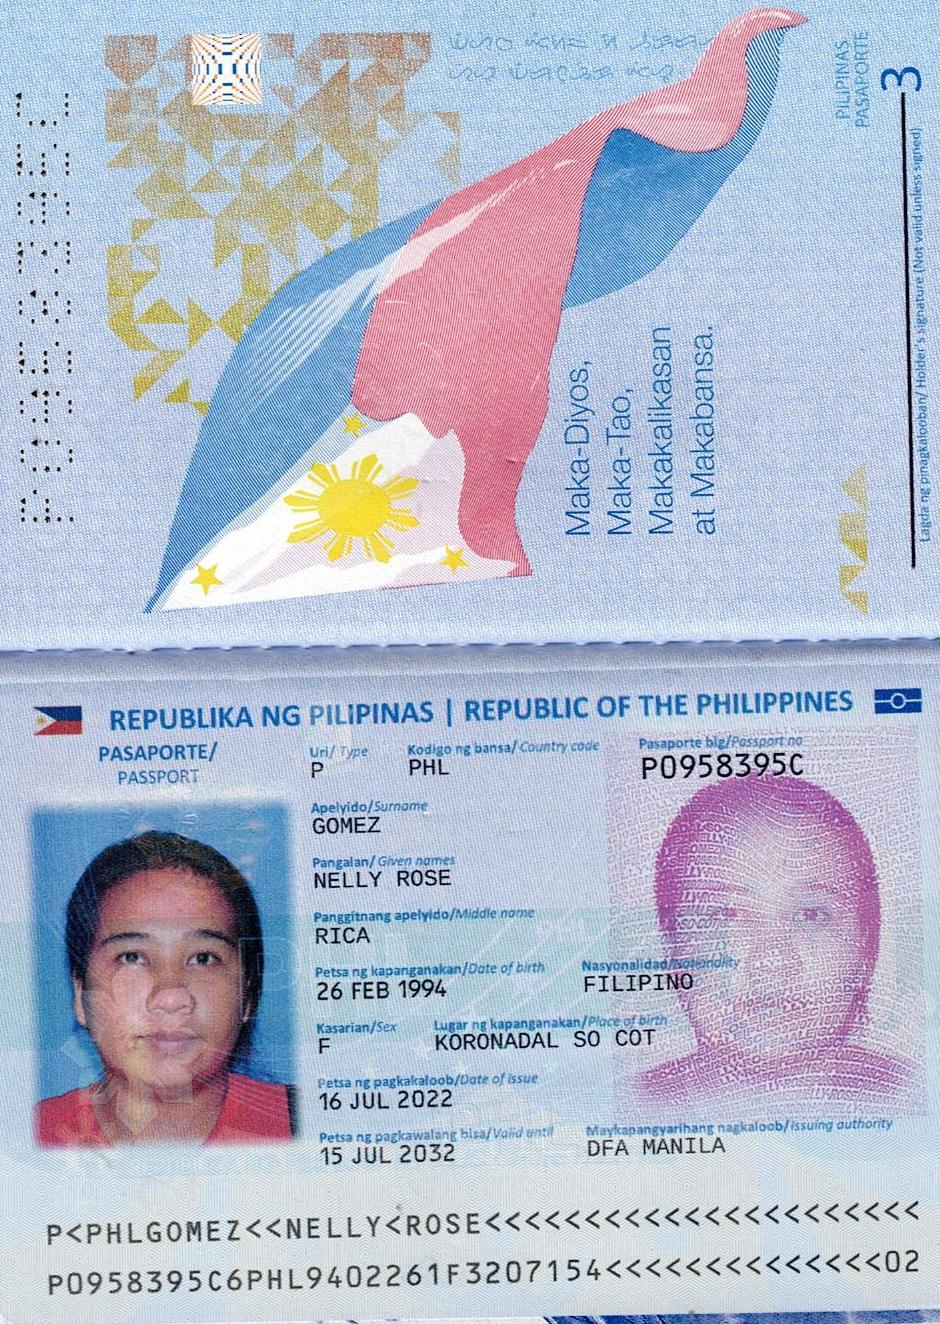 P0958395C
PILIPINAS
PASAPORTE
3
Maka-Diyos,
Maka-Tao,
Makakalikasan
at Makabansa.
Lagda ng pinagkalooban/ Holder's signature (Not valid unless signed)
REPUBLIKA NG PILIPINAS | REPUBLIC OF THE PHILIPPINES
PASAPORTE/
PASSPORT
Uri/ Type
P
Kodigo ng bansa/ Country code
PHL
Pasaporte blg/Passport no
P0958395C
Apelyido/Surname
GOMEZ
Pangalan/ Given names
NELLY ROSE
Panggitnang apelyido/Middle name
RICA
Petsa ng kapanganakan/Date of birth
26 FEB 1994
Nasyonalidad/Nationality
FILIPINO
Kasarian/Sex
F
Lugar ng kapanganakan/Place of birth
KORONADAL SO COT
Petsa ng pagkakaloob/Date of issue
16 JUL 2022
Petsa ng pagkawalang bisa/Valid until
15 JUL 2032
Maykapangyarihang nagkaloob/Issuing authority
DFA MANILA
P<PHLGOMEZ<<NELLY<ROSE<<<<<<<<<<<<<<<<<<<<<<
P0958395C6PHL9402261F3207154<<<<<<<<<<<<<<02